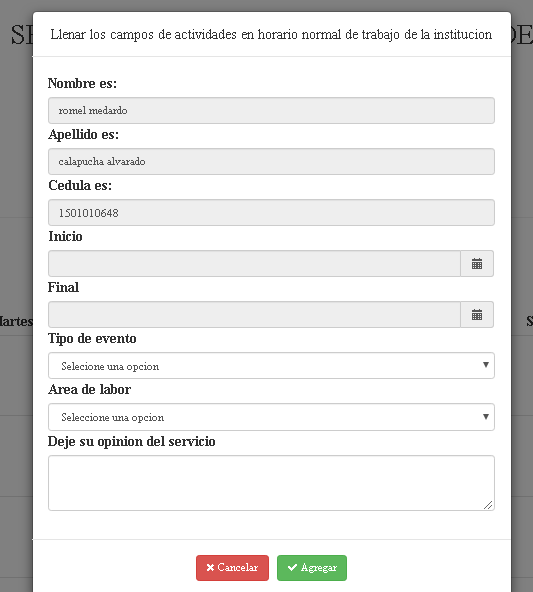 Llenar los campos de actividades en horario normal de trabajo de la institucion
DE
Nombre es:
romel medardo
Apellido es:
calapucha alvarado
Cedula es:
1501010648
Inicio
Final
Tipo de evento
Selecione una opcion
Area de labor
Seleccione una opcion
Deje su opinion del servicio
Cancelar
Agregar